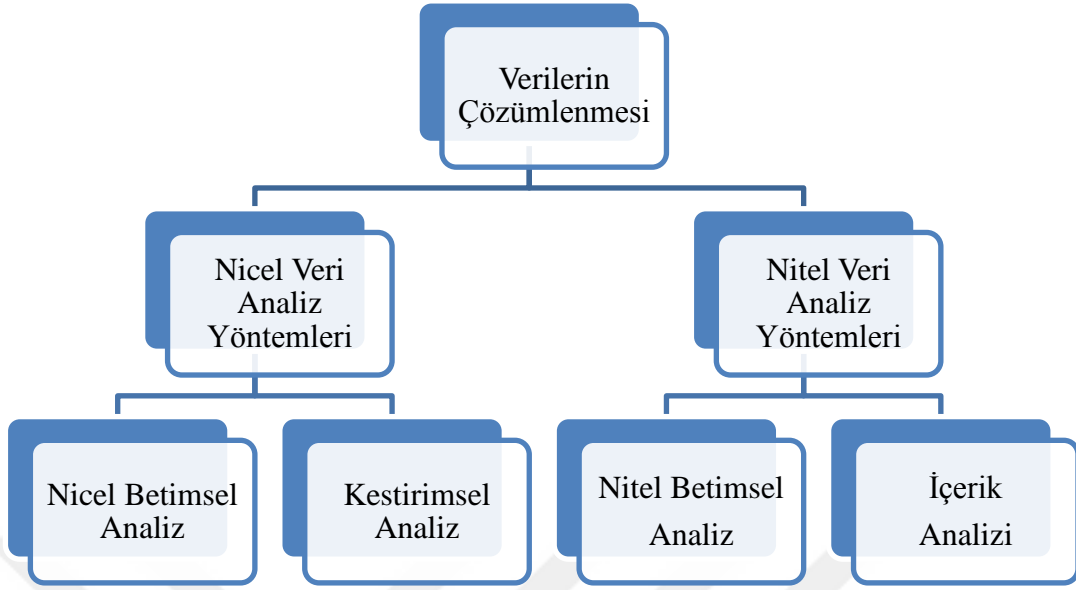 Verilerin
Çözümlenmesi
Nicel Veri
Analiz
Yöntemleri
Nitel Veri
Analiz
Yöntemleri
Nicel Betimsel
Analiz
Kestirimsel
Analiz
Nitel Betimsel
Analiz
İçerik
Analizi